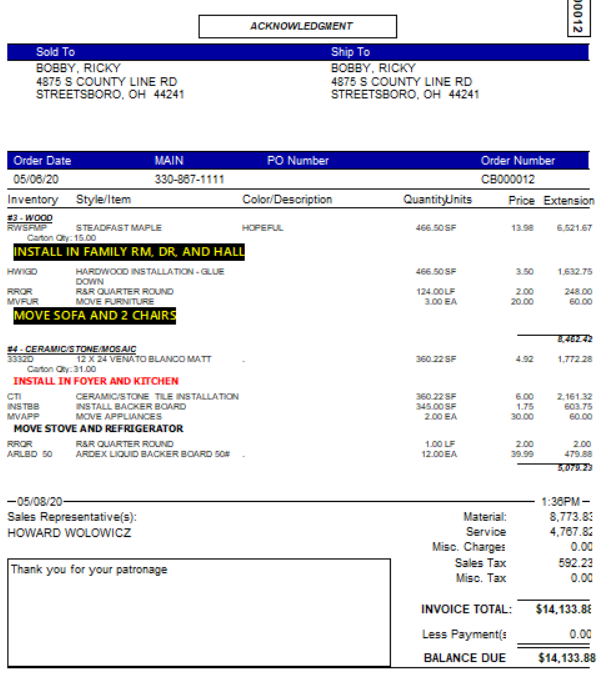 00012
ACKNOWLEDGMENT
Sold To Ship To
BOBBY, RICKY BOBBY, RICKY
4875 S COUNTY LINE RD 4875 S COUNTY LINE RD
STREETSBORO, OH 44241 STREETSBORO, OH 44241
Order Date MAIN PO Number Order Number
05/06/20 330-867-1111 CB000012
Inventory Style/Item Color/Description Quantity Units Price Extension
#3 - WOOD
RWSFMP STEADFAST MAPLE HOPEFUL 466.50 SF 13.98 6,521.67
Carton Qty: 15.00
INSTALL IN FAMILY RM, DR, AND HALL
HWIGD HARDWOOD INSTALLATION - GLUE 466.50 SF 3.50 1,632.75
DOWN
RRQR R&R QUARTER ROUND 124.00 LF 2.00 248.00
MVFUR MOVE FURNITURE 3.00 EA 20.00 60.00
MOVE SOFA AND 2 CHAIRS
8,462.42
#4 - CERAMIC/STONE/MOSAIC
3332D 12 X 24 VENATO BLANCO MATT . 360.22 SF 4.92 1,772.28
Carton Qty: 31.00
INSTALL IN FOYER AND KITCHEN
CTI CERAMIC/STONE TILE INSTALLATION 360.22 SF 6.00 2,161.32
INSTBB INSTALL BACKER BOARD 345.00 SF 1.75 603.75
MVAPP MOVE APPLIANCES 2.00 EA 30.00 60.00
MOVE STOVE AND REFRIGERATOR
RRQR R&R QUARTER ROUND 1.00 LF 2.00 2.00
ARLBD 50 ARDEX LIQUID BACKER BOARD 50# . 12.00 EA 39.99 479.88
5,079.23
05/08/20 1:36PM
Sales Representative(s): Material: 8,773.83
HOWARD WOLOWICZ Service 4,767.82
Misc. Charges 0.00
Thank you for your patronage Sales Tax 592.23
Misc. Tax 0.00
INVOICE TOTAL: $14,133.88
Less Payment(s 0.00
BALANCE DUE $14,133.88